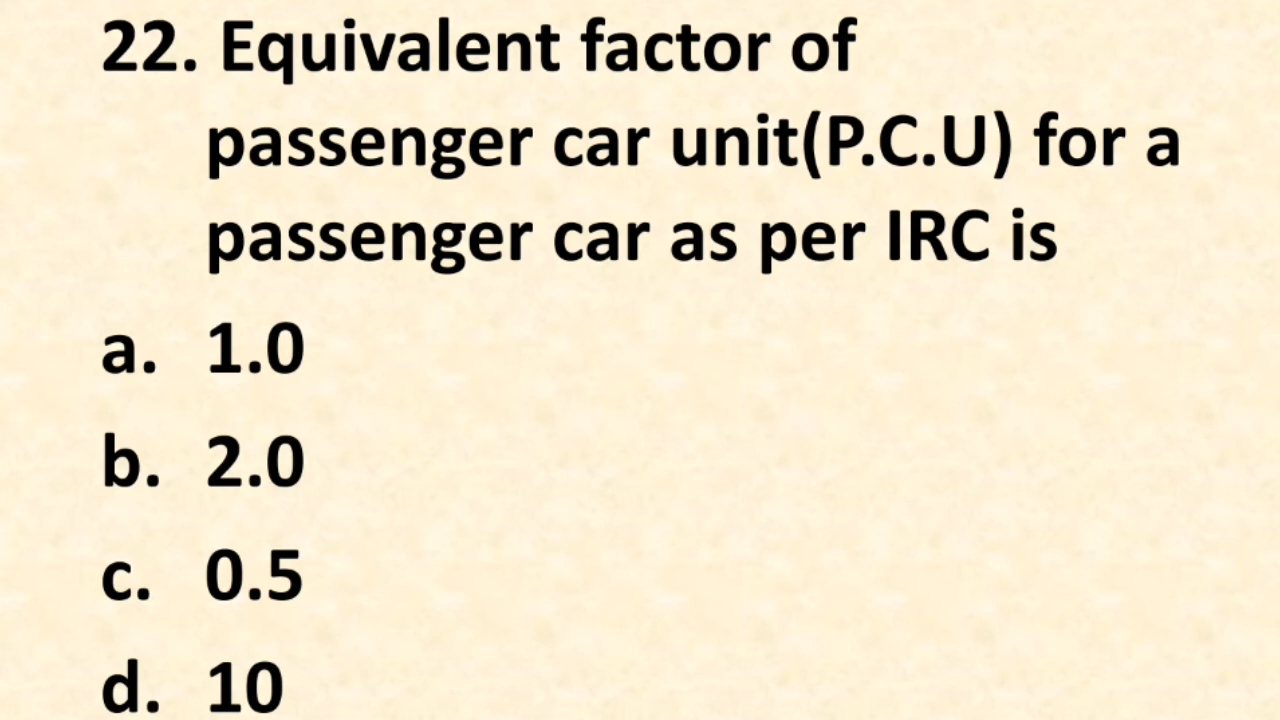 22. Equivalent factor of
passenger car unit(P.C.U) for a
passenger car as per IRC is
a. 1.0
b. 2.0
c. 0.5
d. 10